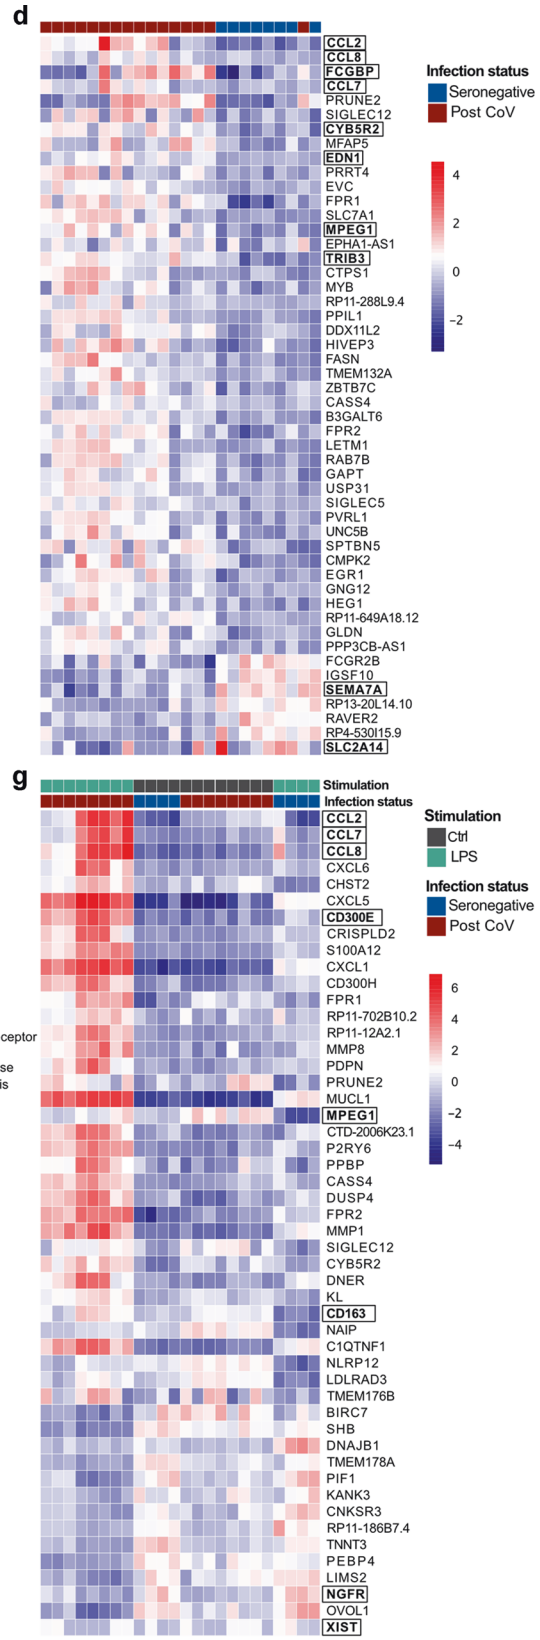 d
CCL2
CCL8
FCGBP
CCL7
PRUNE2
SIGLEC12
CYB5R2
MFAP5
EDN1
PRRT4
EVC
FPR1
SLC7A1
MPEG1
EPHA1-AS1
TRIB3
CTPS1
MYB
RP11-288L9.4
PPIL1
DDX11L2
HIVEP3
FASN
TMEM132A
ZBTB7C
CASS4
B3GALT6
FPR2
LETM1
RAB7B
GAPT
USP31
SIGLEC5
PVRL1
UNC5B
SPTBN5
CMPK2
EGR1
GNG12
HEG1
RP11-649A18.12
GLDN
PPP3CB-AS1
FCGR2B
IGSF10
SEMA7A
RP13-20L14.10
RAVER2
RP4-530I15.9
SLC2A14
Infection status
Seronegative
Post CoV
4
2
0
−2
g
Stimulation
Infection status
CCL2
CCL7
CCL8
CXCL6
CHST2
CXCL5
CD300E
CRISPLD2
S100A12
CXCL1
CD300H
FPR1
RP11-702B10.2
RP11-12A2.1
MMP8
PDPN
PRUNE2
MUCL1
MPEG1
CTD-2006K23.1
P2RY6
PPBP
CASS4
DUSP4
FPR2
MMP1
SIGLEC12
CYB5R2
DNER
KL
CD163
NAIP
C1QTNF1
NLRP12
LDLRAD3
TMEM176B
BIRC7
SHB
DNAJB1
TMEM178A
PIF1
KANK3
CNKSR3
RP11-186B7.4
TNNT3
PEBP4
LIMS2
NGFR
OVOL1
XIST
Stimulation
Ctrl
LPS
Infection status
Seronegative
Post CoV
6
4
2
0
−2
−4
ceptor
se
is